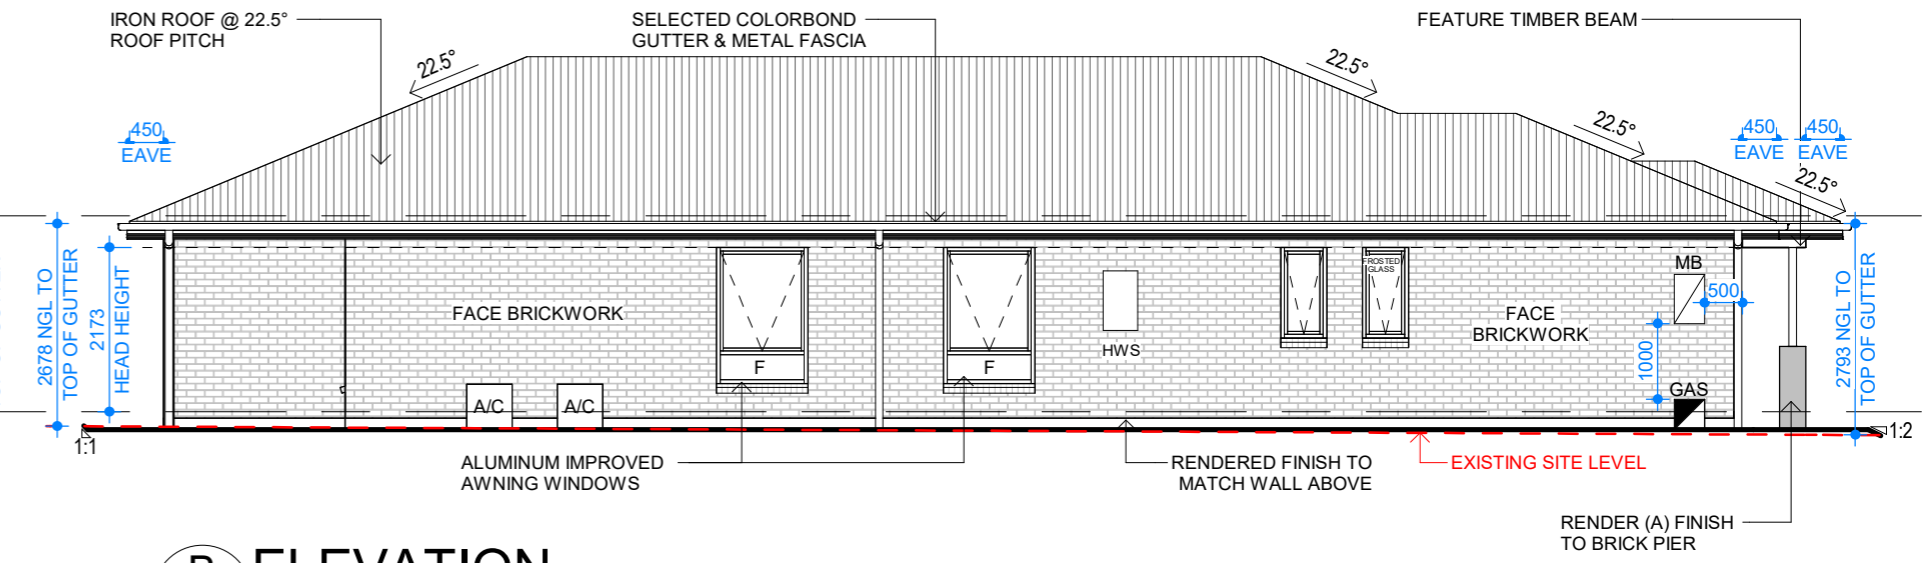 IRON ROOF @ 22.5°
ROOF PITCH
SELECTED COLORBOND
GUTTER & METAL FASCIA
FEATURE TIMBER BEAM
22.5°
22.5°
22.5°
22.5°
450
EAVE
450
EAVE
450
EAVE
2678 NGL TO
TOP OF GUTTER
2173
HEAD HEIGHT
FACE BRICKWORK
A/C
A/C
F
F
HWS
FROSTED
GLASS
FACE
BRICKWORK
MB
500
1000
GAS
2793 NGL TO
TOP OF GUTTER
1:1
1:2
ALUMINUM IMPROVED
AWNING WINDOWS
RENDERED FINISH TO
MATCH WALL ABOVE
EXISTING SITE LEVEL
RENDER (A) FINISH
TO BRICK PIER
ELEVATION